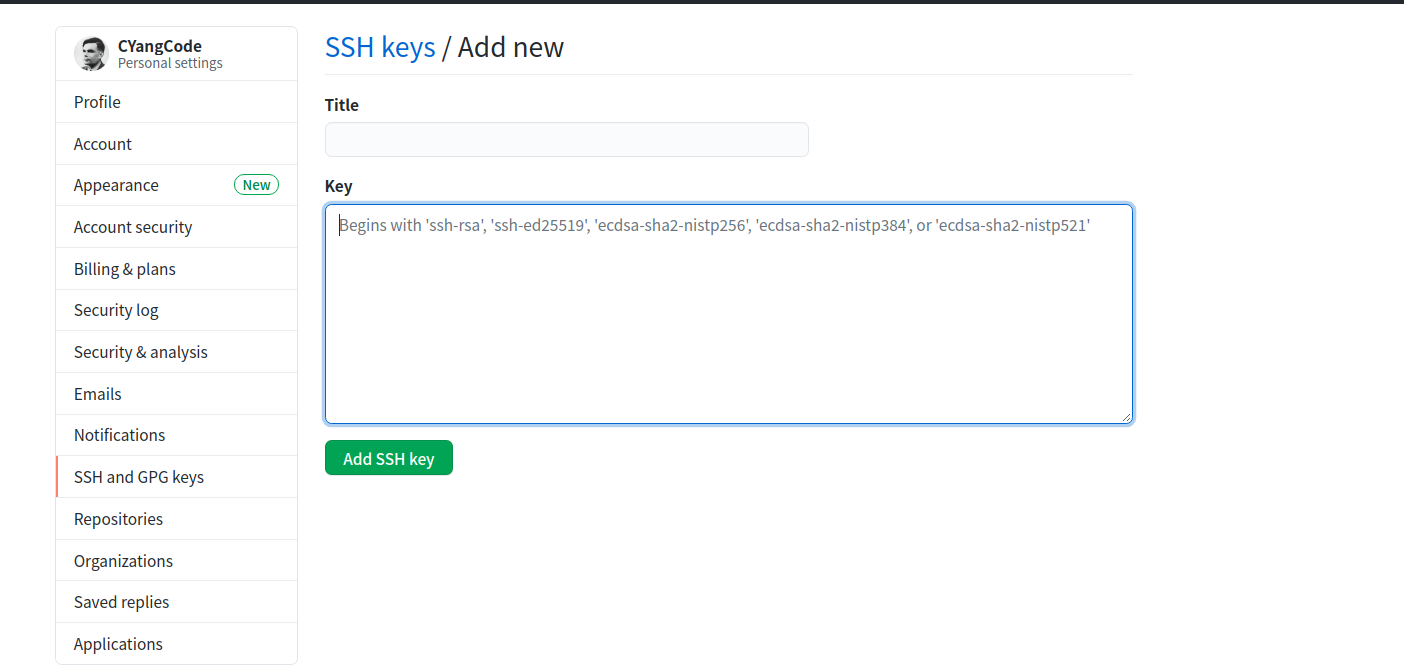 CYangCode
Personal settings
Profile
Account
Appearance New
Account security
Billing & plans
Security log
Security & analysis
Emails
Notifications
SSH and GPG keys
Repositories
Organizations
Saved replies
Applications
SSH keys / Add new
Title
Key
Begins with 'ssh-rsa', 'ssh-ed25519', 'ecdsa-sha2-nistp256', 'ecdsa-sha2-nistp384', or 'ecdsa-sha2-nistp521'
Add SSH key